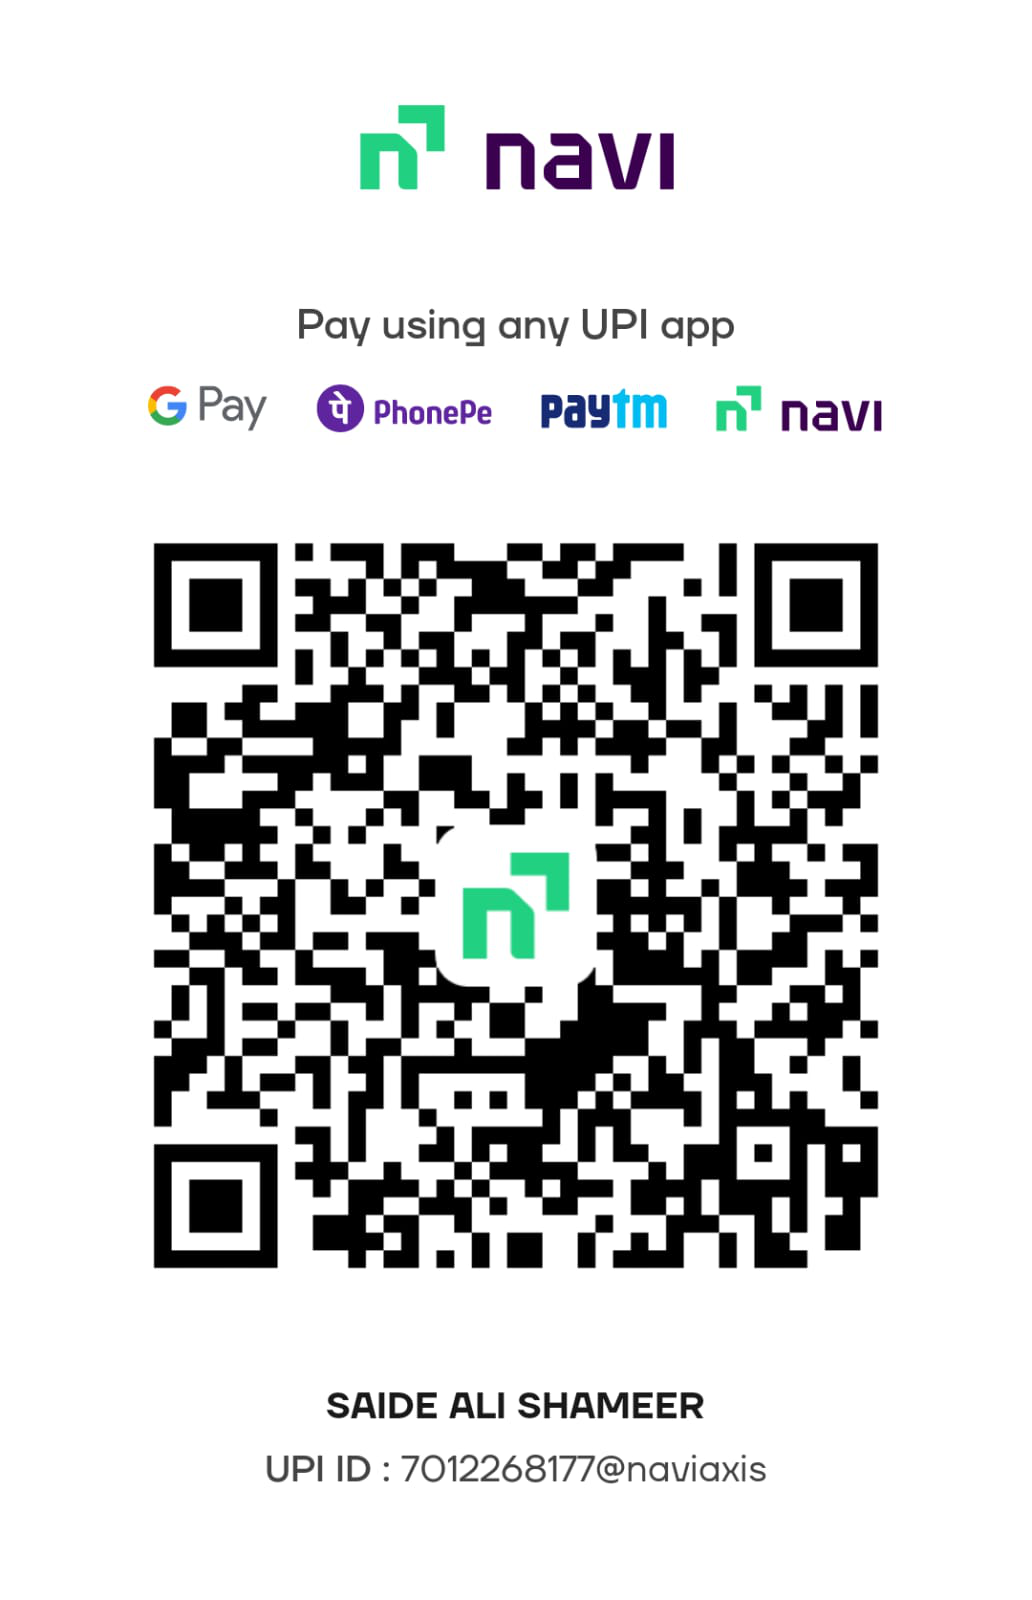 navi
Pay using any UPI app
G Pay पे PhonePe paytm navi
SAIDE ALI SHAMEER
UPI ID : 7012268177@naviaxis